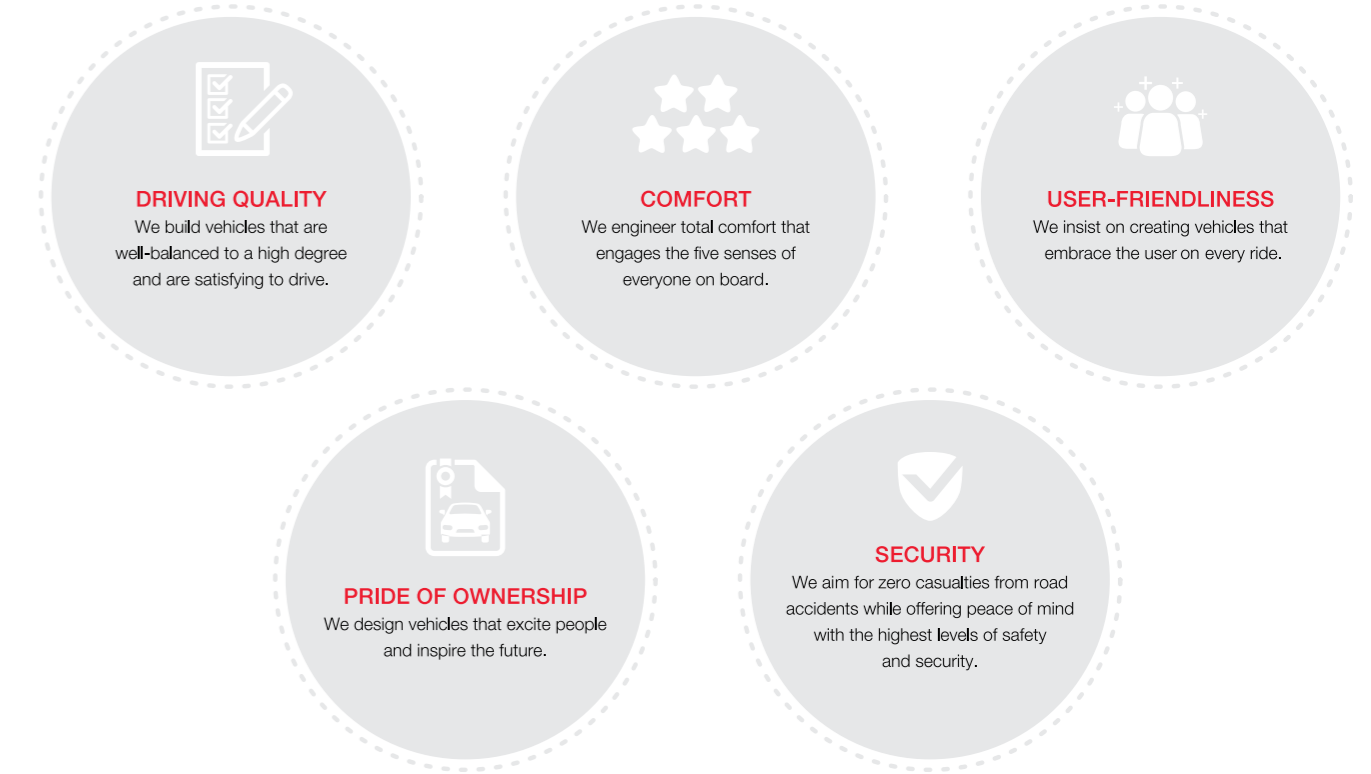 DRIVING QUALITY
We build vehicles that are
well-balanced to a high degree
and are satisfying to drive.
COMFORT
We engineer total comfort that
engages the five senses of
everyone on board.
USER-FRIENDLINESS
We insist on creating vehicles that
embrace the user on every ride.
PRIDE OF OWNERSHIP
We design vehicles that excite people
and inspire the future.
SECURITY
We aim for zero casualties from road
accidents while offering peace of mind
with the highest levels of safety
and security.